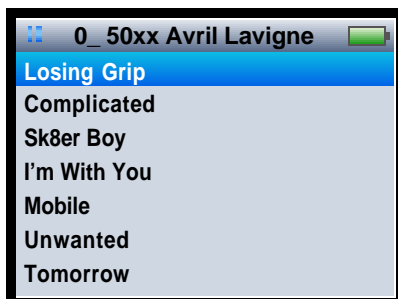 0_ 50xx Avril Lavigne
Losing Grip
Complicated
Sk8er Boy
I'm With You
Mobile
Unwanted
Tomorrow